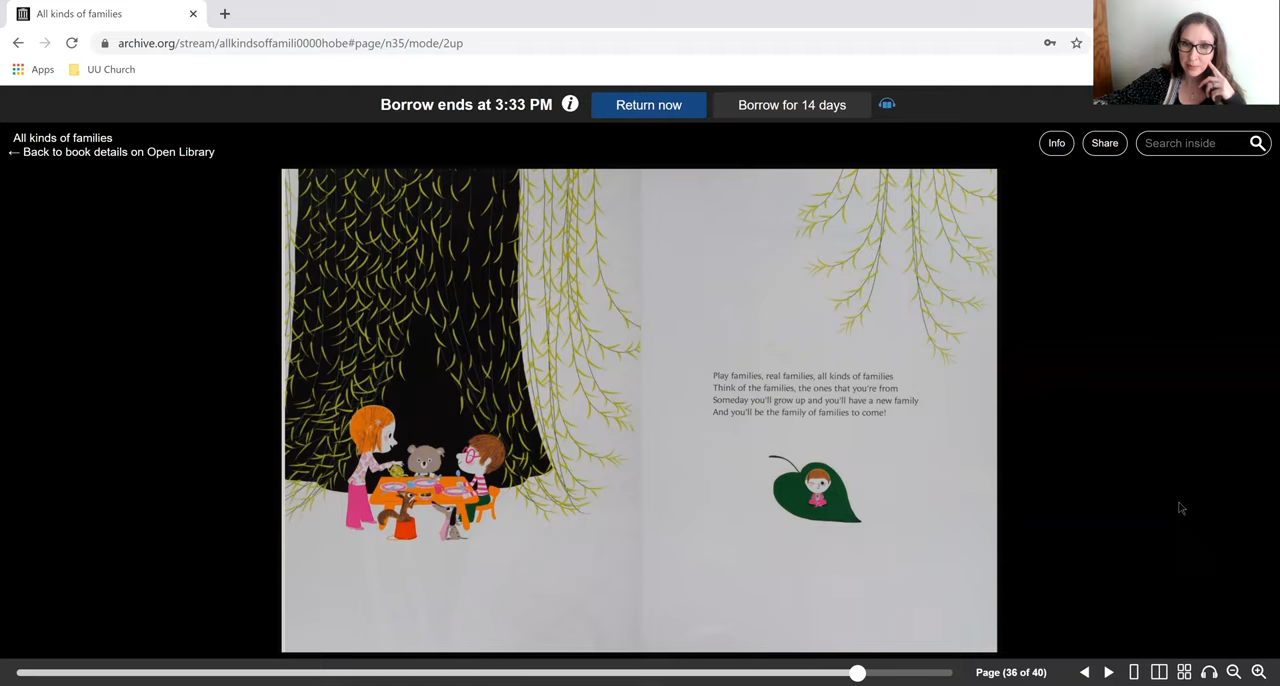 All kinds of families
archive.org/stream/allkindsoffamili0000hobe#page/n35/mode/2up
Apps
UU Church
Borrow ends at 3:33 PM
Return now
Borrow for 14 days
All kinds of families
← Back to book details on Open Library
Info
Share
Search inside
Play families, real families, all kinds of families
Think of the families, the ones that you're from
Someday you'll grow up and you'll have a new family
And you'll be the family of families to come!
Page (36 of 40)